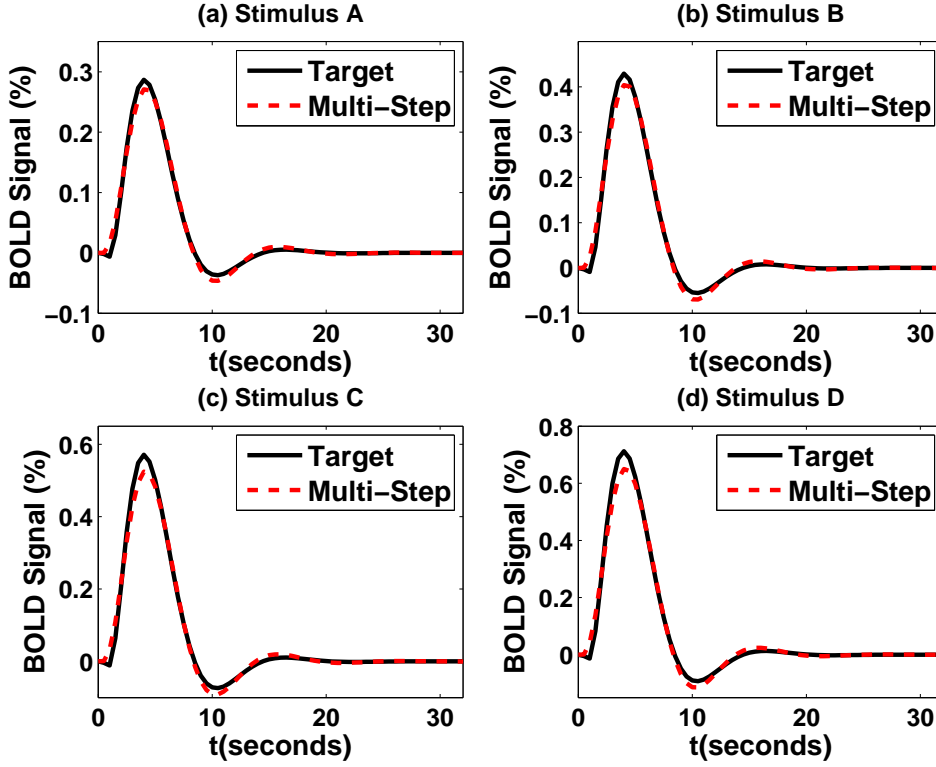 (a) Stimulus A
BOLD Signal (%)
0.3
0.2
0.1
0
−0.1
0 10 20 30
t(seconds)
Target
Multi−Step
(b) Stimulus B
BOLD Signal (%)
0.4
0.2
0
−0.1
0 10 20 30
t(seconds)
Target
Multi−Step
(c) Stimulus C
BOLD Signal (%)
0.6
0.4
0.2
0
0 10 20 30
t(seconds)
Target
Multi−Step
(d) Stimulus D
BOLD Signal (%)
0.8
0.6
0.4
0.2
0
0 10 20 30
t(seconds)
Target
Multi−Step